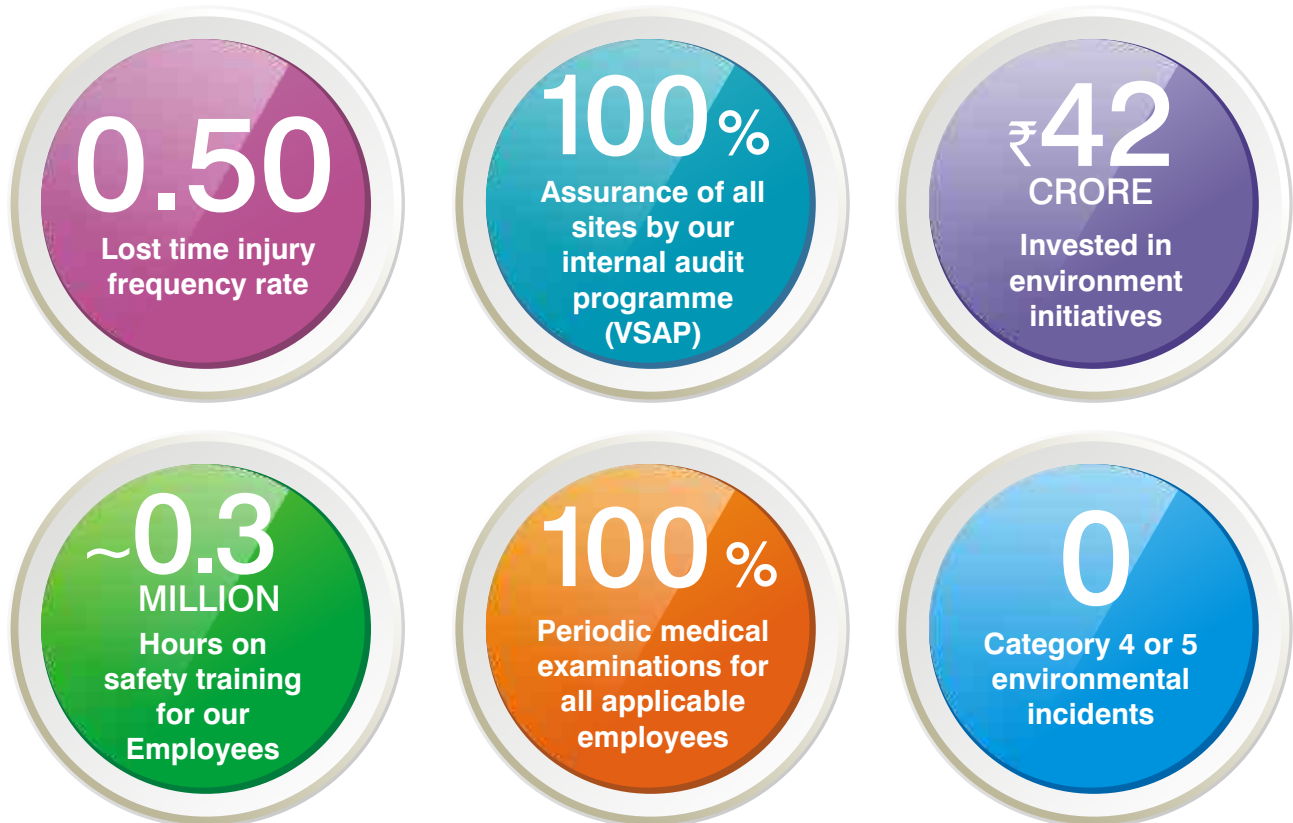 0.50
Lost time injury
frequency rate
100 %
Assurance of all
sites by our
internal audit
programme
(VSAP)
₹42
CRORE
Invested in
environment
initiatives
~0.3
MILLION
Hours on
safety training
for our
Employees
100 %
Periodic medical
examinations for
all applicable
employees
0
Category 4 or 5
environmental
incidents